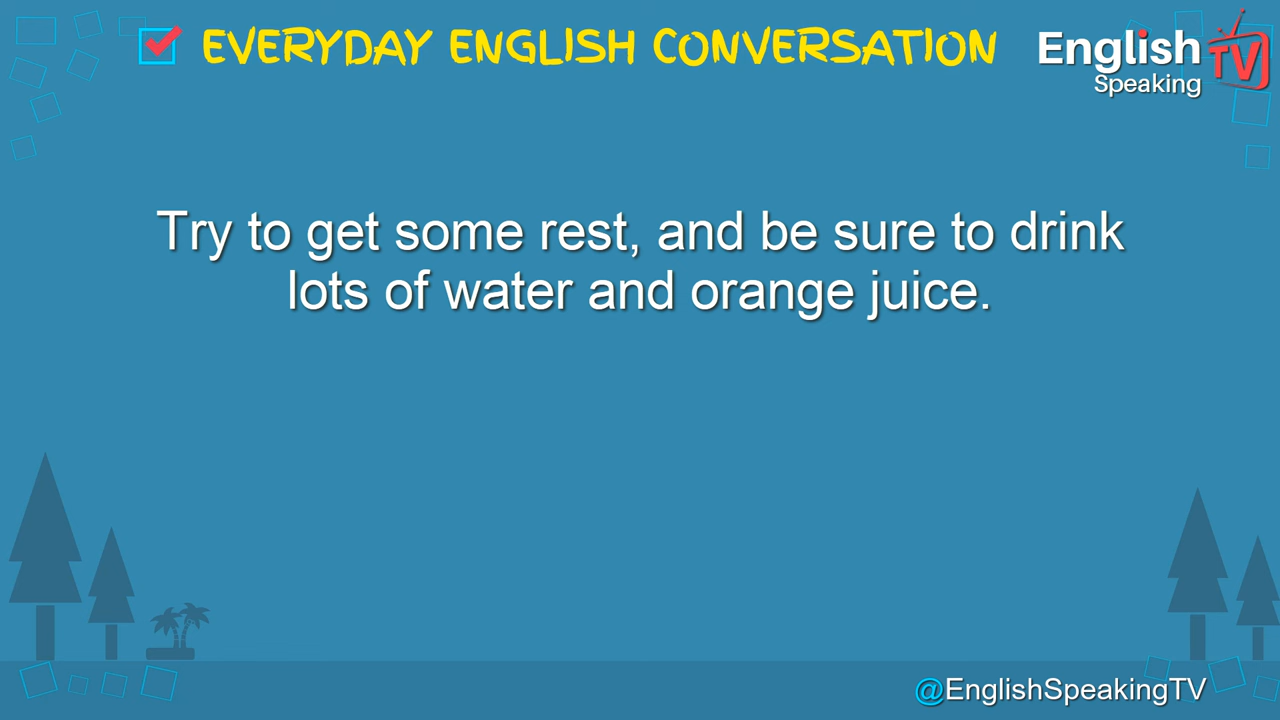 EVERYDAY ENGLISH CONVERSATION
English
Speaking
TV
Try to get some rest, and be sure to drink
lots of water and orange juice.
@EnglishSpeakingTV